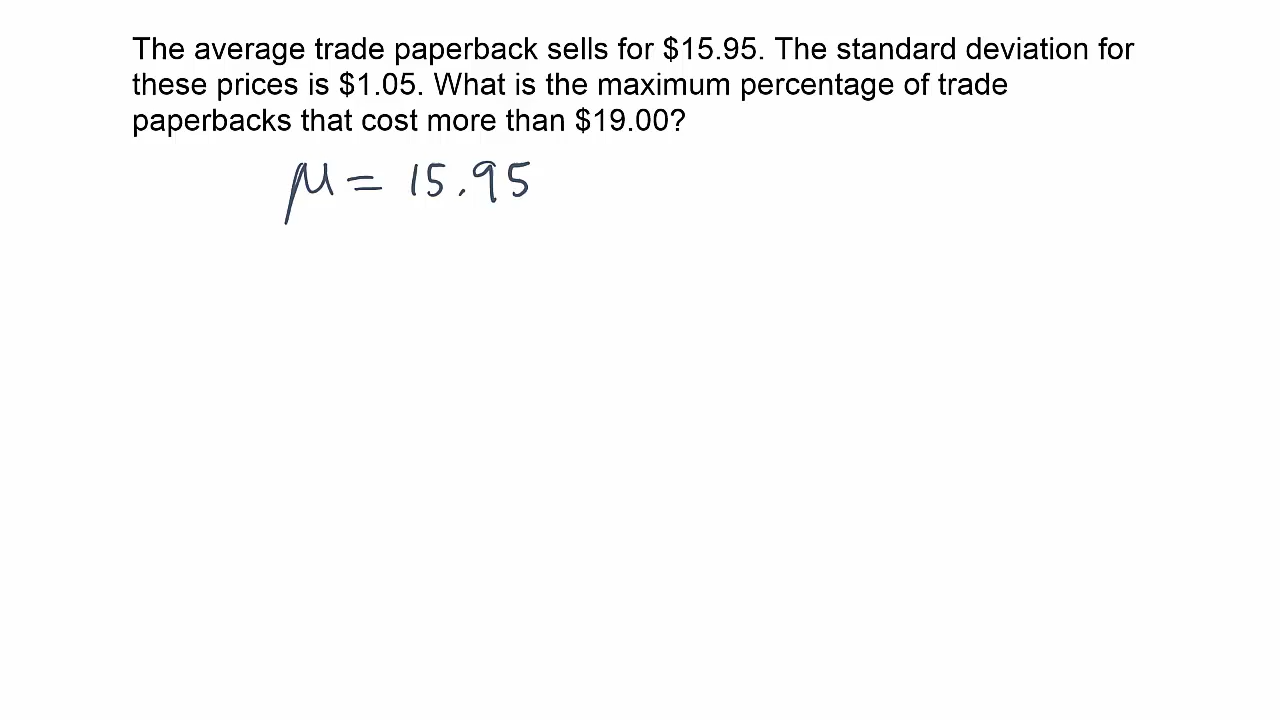 The average trade paperback sells for $15.95. The standard deviation for
these prices is $1.05. What is the maximum percentage of trade
paperbacks that cost more than $19.00?
μ = 15.95